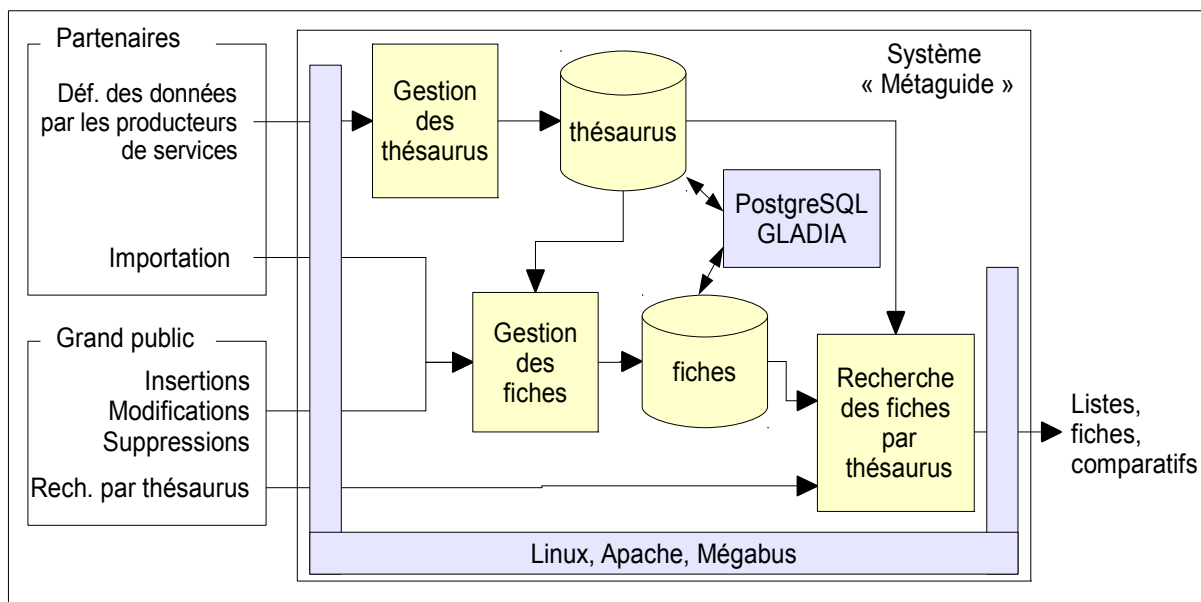 Partenaires
Déf. des données
par les producteurs
de services
Importation
Grand public
Insertions
Modifications
Suppressions
Rech. par thésaurus
Système
« Métaguide »
Gestion
des
thésaurus
thésaurus
PostgreSQL
GLADIA
Gestion
des
fiches
fiches
Recherche
des fiches
par
thésaurus
Listes,
fiches,
comparatifs
Linux, Apache, Mégabus